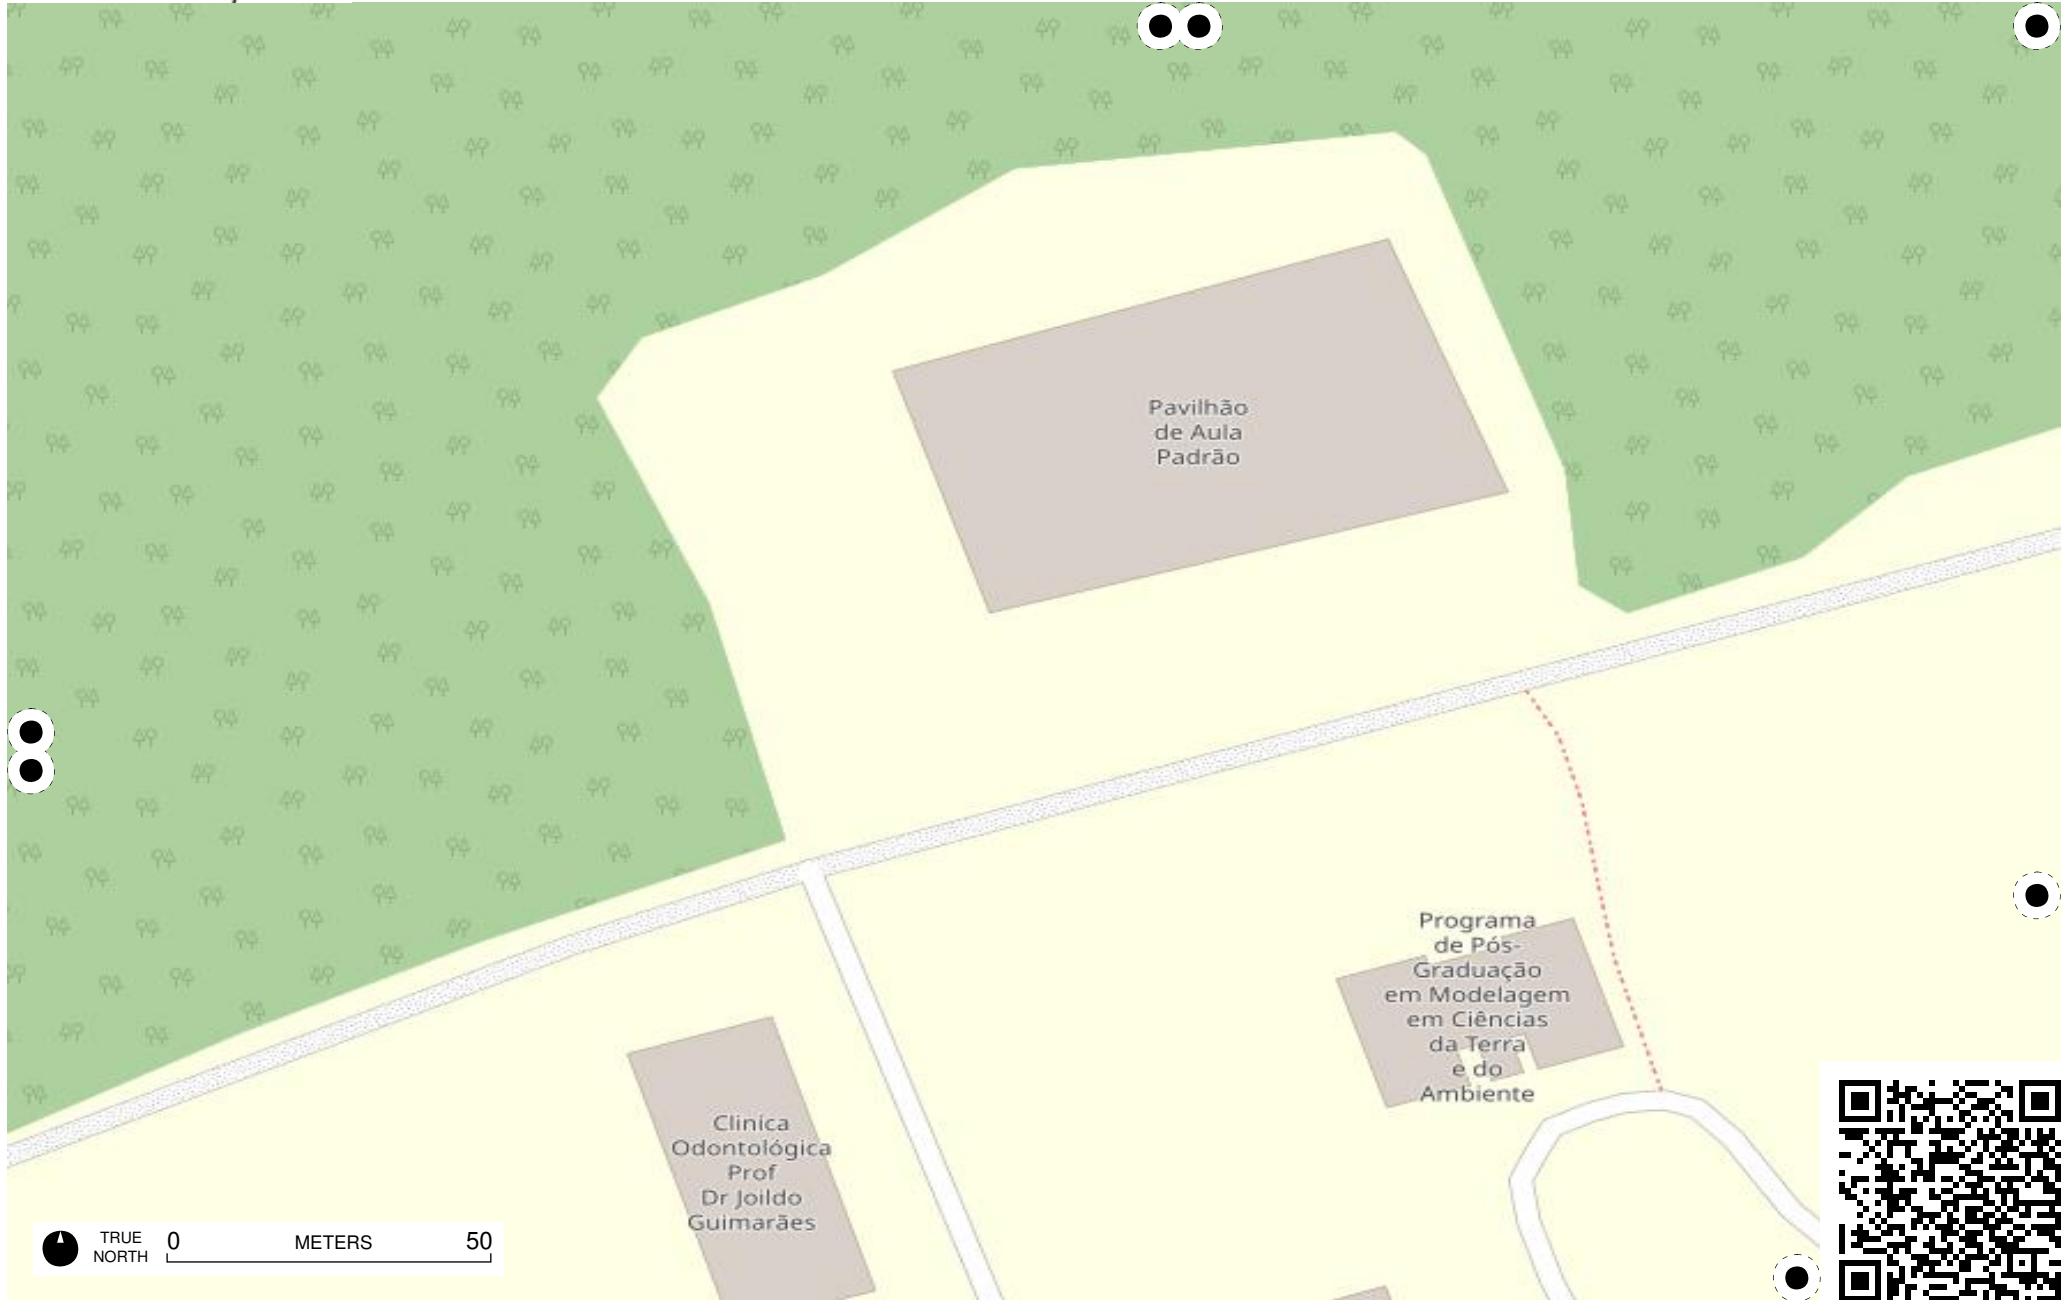 Pavilhão
de Aula
Padrão
Programa
de Pós-
Graduação
em Modelagem
em Ciências
da Terra
e do
Ambiente
Clinica
Odontológica
Prof
Dr Joildo
Guimarães
TRUE
NORTH
0 METERS 50